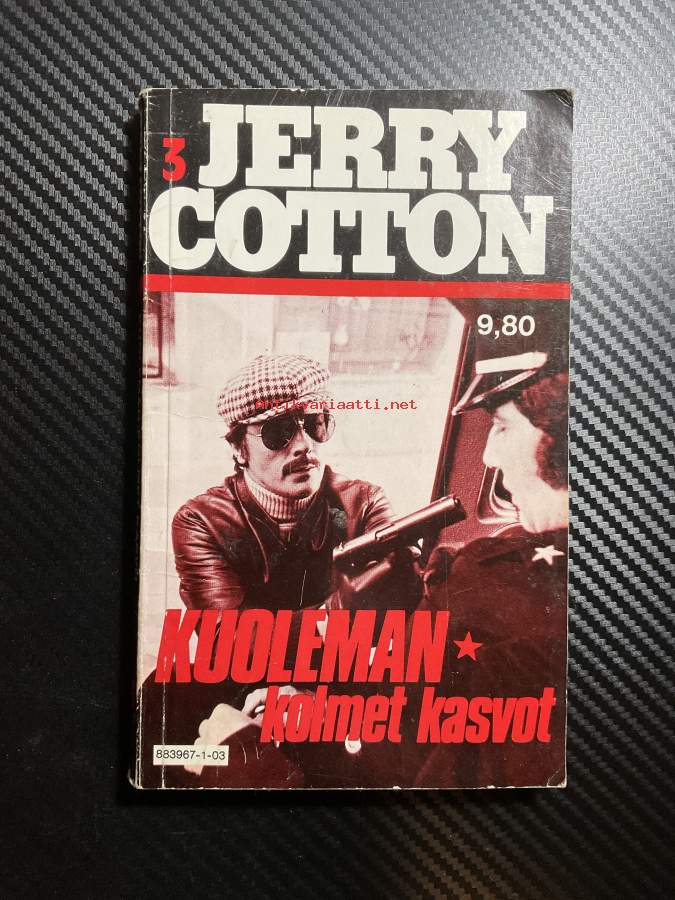 3 JERRY
COTTON
9,80
antikvariaatti.net
KUOLEMAN
kolmet kasvot
883967-1-03